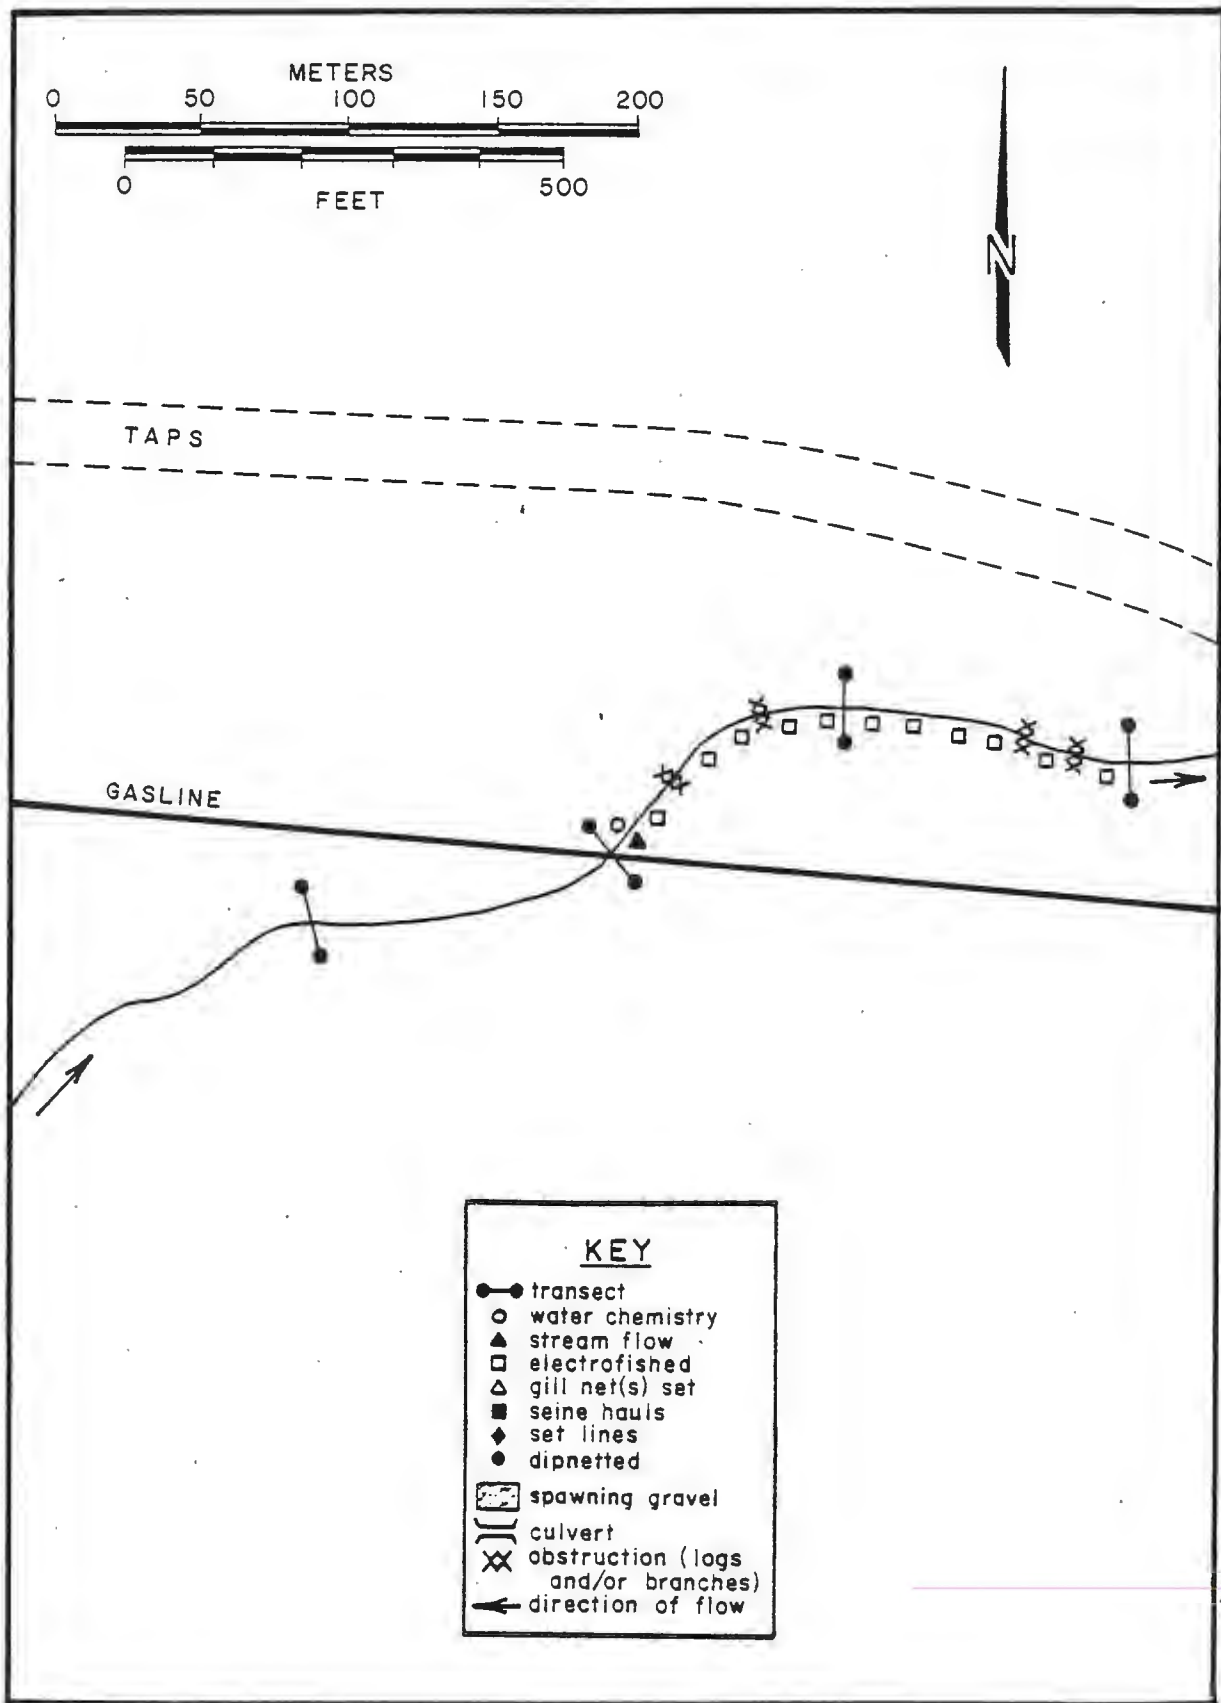 METERS
0 50 100 150 200
0 500
FEET
N
TAPS
GASLINE
KEY
transect
water chemistry
stream flow
electrofished
gill net(s) set
seine hauls
set lines
dipnetted
spawning gravel
culvert
obstruction (logs
and/or branches)
direction of flow